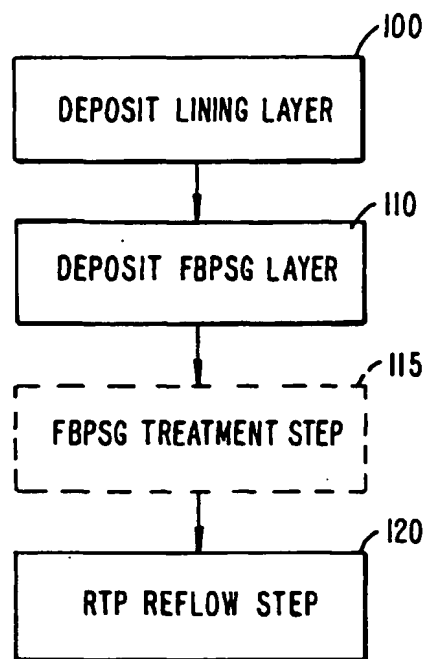 100
DEPOSIT LINING LAYER
110
DEPOSIT FBPSG LAYER
115
FBPSG TREATMENT STEP
120
RTP REFLOW STEP